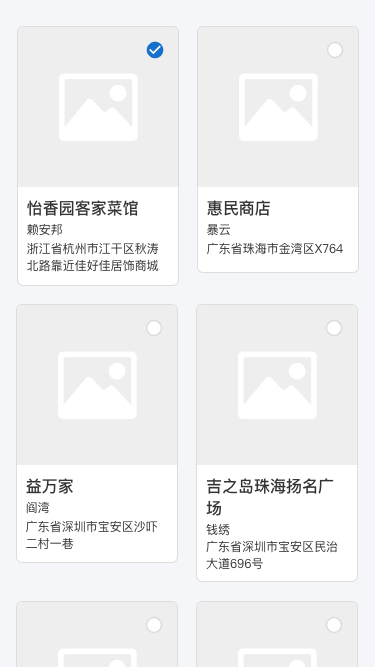 怡香园客家菜馆
赖安邦
浙江省杭州市江干区秋涛
北路靠近佳好佳居饰商城
惠民商店
暴云
广东省珠海市金湾区X764
益万家
阎湾
广东省深圳市宝安区沙吓
二村一巷
吉之岛珠海扬名广
场
钱绣
广东省深圳市宝安区民治
大道696号